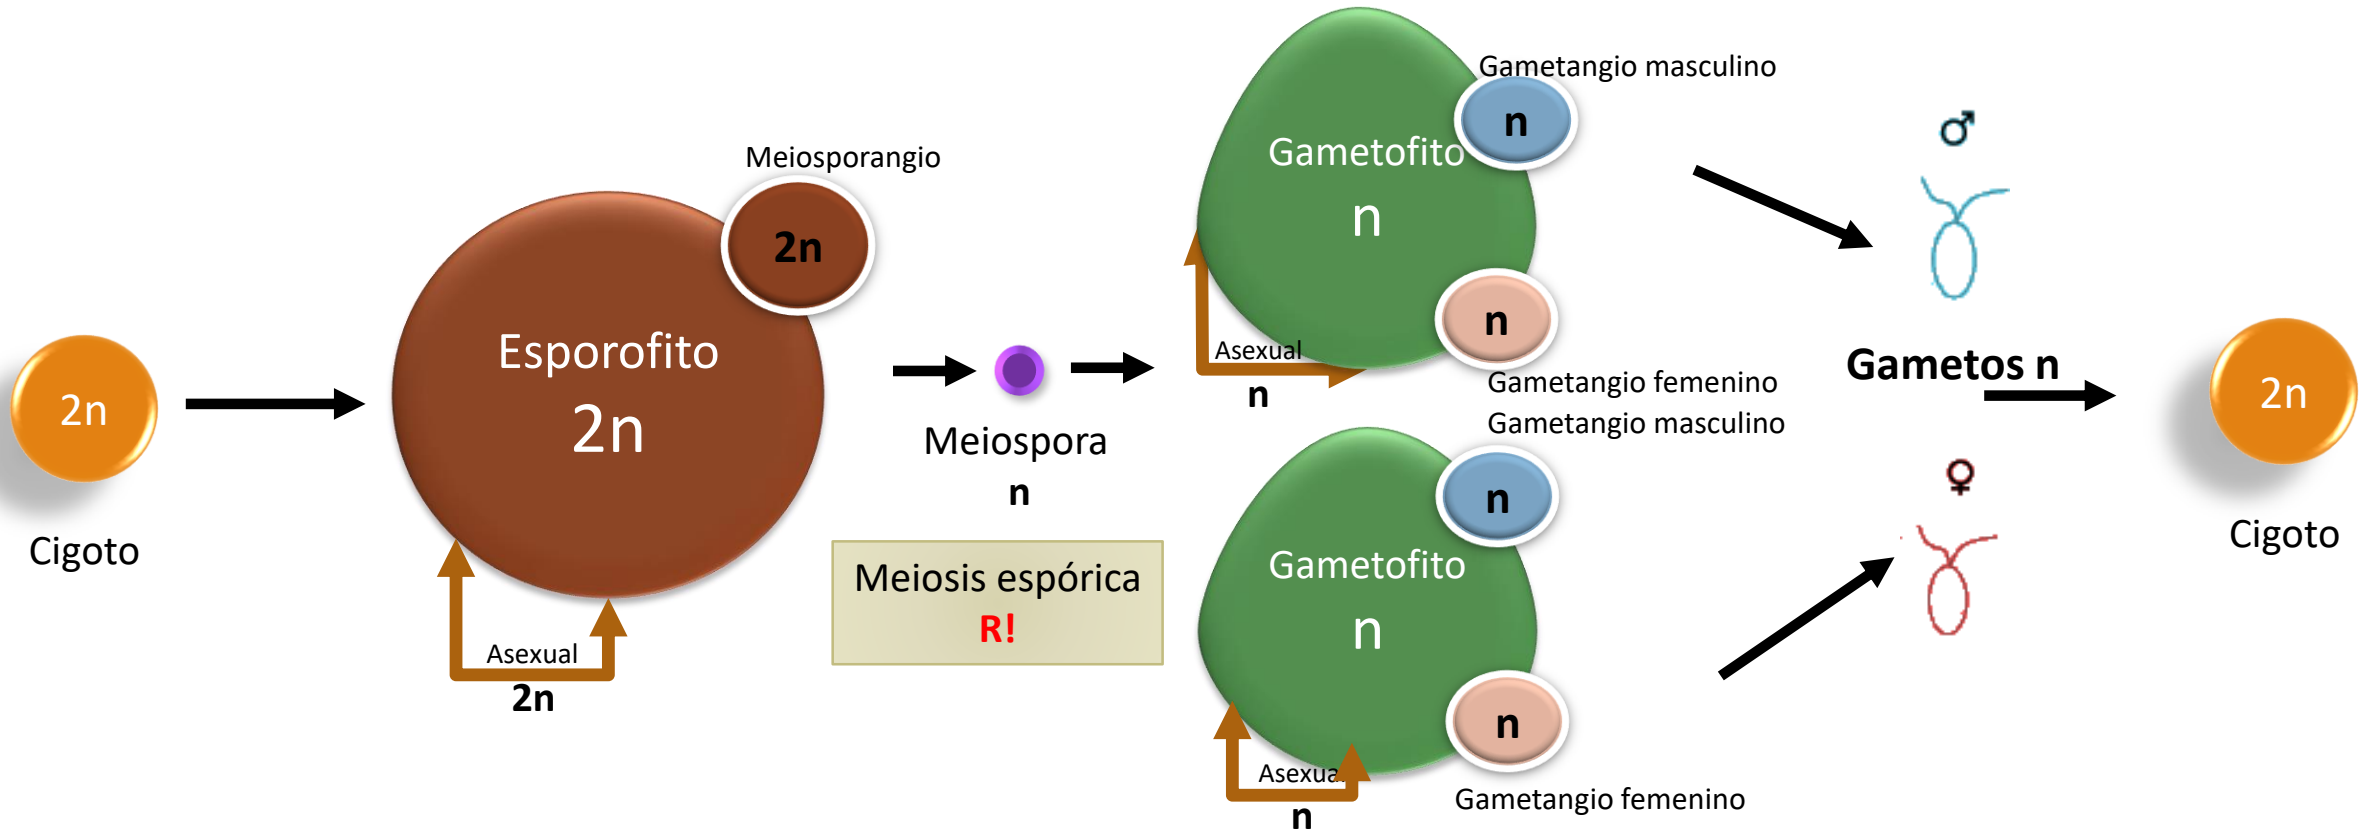 2n
Cigoto
Meiosporangio
2n
Esporofito
2n
Asexual
2n
Meiospora
n
Meiosis espórica
R!
Gametangio masculino
n
Gametofito
n
n
Asexual
n
Gametangio femenino
Gametangio masculino
n
Gametofito
n
n
Asexual
n
Gametangio femenino
♂
Gametos n
♀
2n
Cigoto